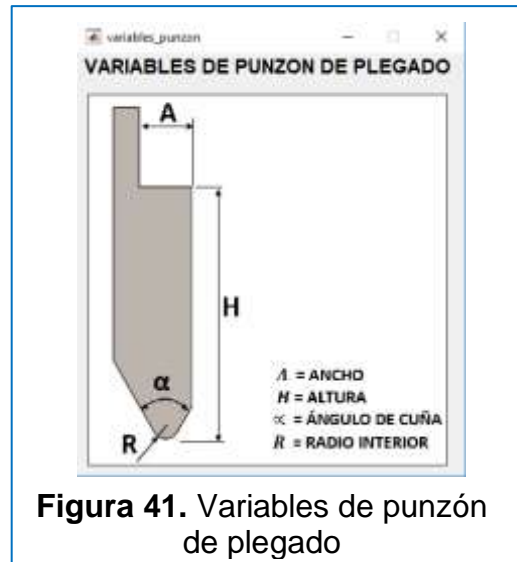 variables_punzon
VARIABLES DE PUNZON DE PLEGADO
A
H
α
R
A = ANCHO
H = ALTURA
∝ = ÁNGULO DE CUÑA
R = RADIO INTERIOR
Figura 41. Variables de punzón
de plegado